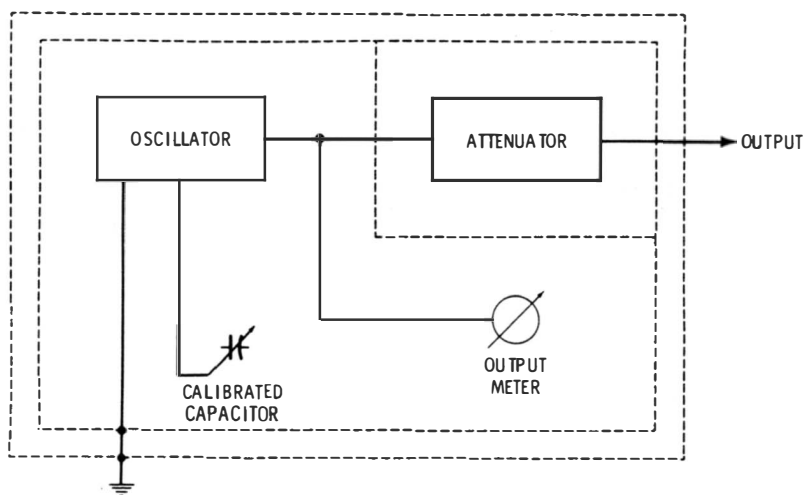 OSCILLATOR
ATTENUATOR
OUTPUT
OUTPUT
METER
CALIBRATED
CAPACITOR